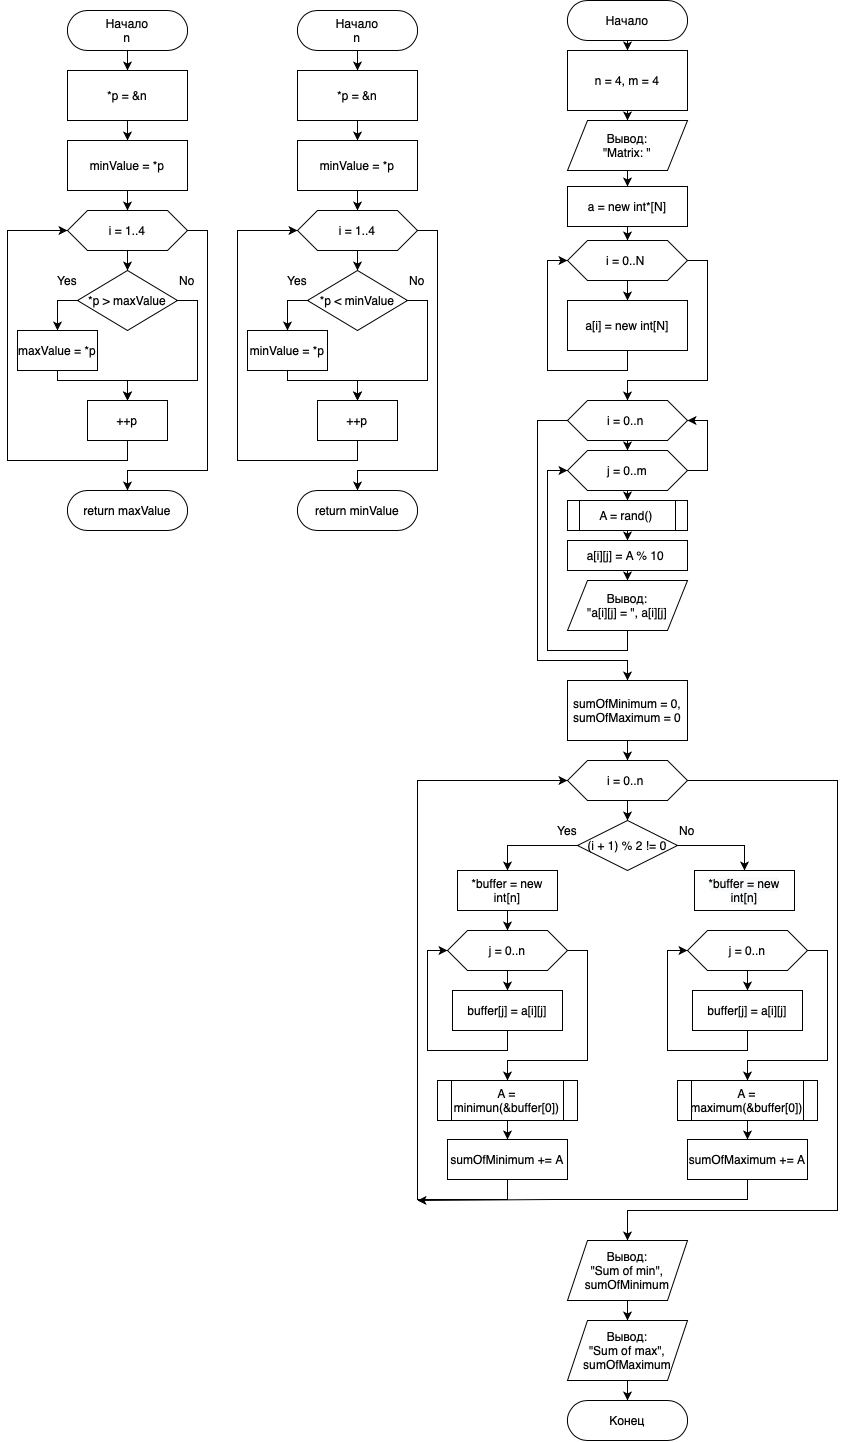 Начало
n
*p = &n
minValue = *p
i = 1..4
Yes
No
*p > maxValue
maxValue = *p
++p
return maxValue
Начало
n
*p = &n
minValue = *p
i = 1..4
Yes
No
*p < minValue
minValue = *p
++p
return minValue
Начало
n = 4, m = 4
Вывод:
"Matrix: "
a = new int*[N]
i = 0..N
a[i] = new int[N]
i = 0..n
j = 0..m
A = rand()
a[i][j] = A % 10
Вывод:
"a[i][j] = ", a[i][j]
sumOfMinimum = 0,
sumOfMaximum = 0
i = 0..n
Yes
No
(i + 1) % 2 != 0
*buffer = new
int[n]
j = 0..n
buffer[j] = a[i][j]
A =
minimun(&buffer[0])
sumOfMinimum += A
*buffer = new
int[n]
j = 0..n
buffer[j] = a[i][j]
A =
maximum(&buffer[0])
sumOfMaximum += A
Вывод:
"Sum of min",
sumOfMinimum
Вывод:
"Sum of max",
sumOfMaximum
Конец